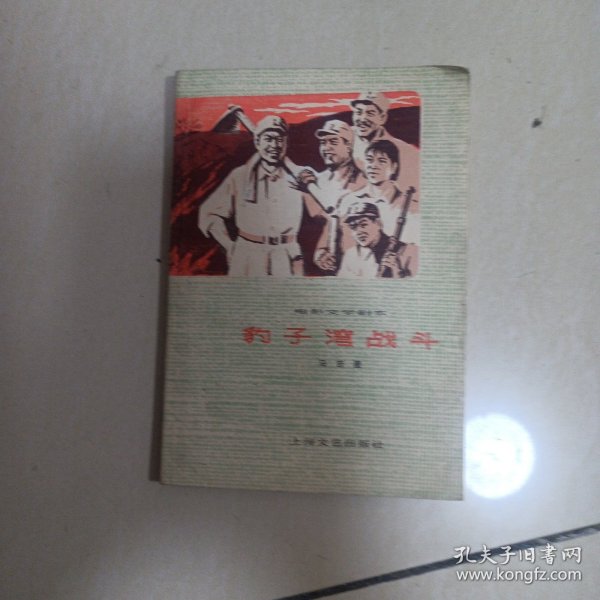 电影文学剧本
豹子湾战斗
马吉星
上海文艺出版社
孔夫子旧书网
www.kongfz.com